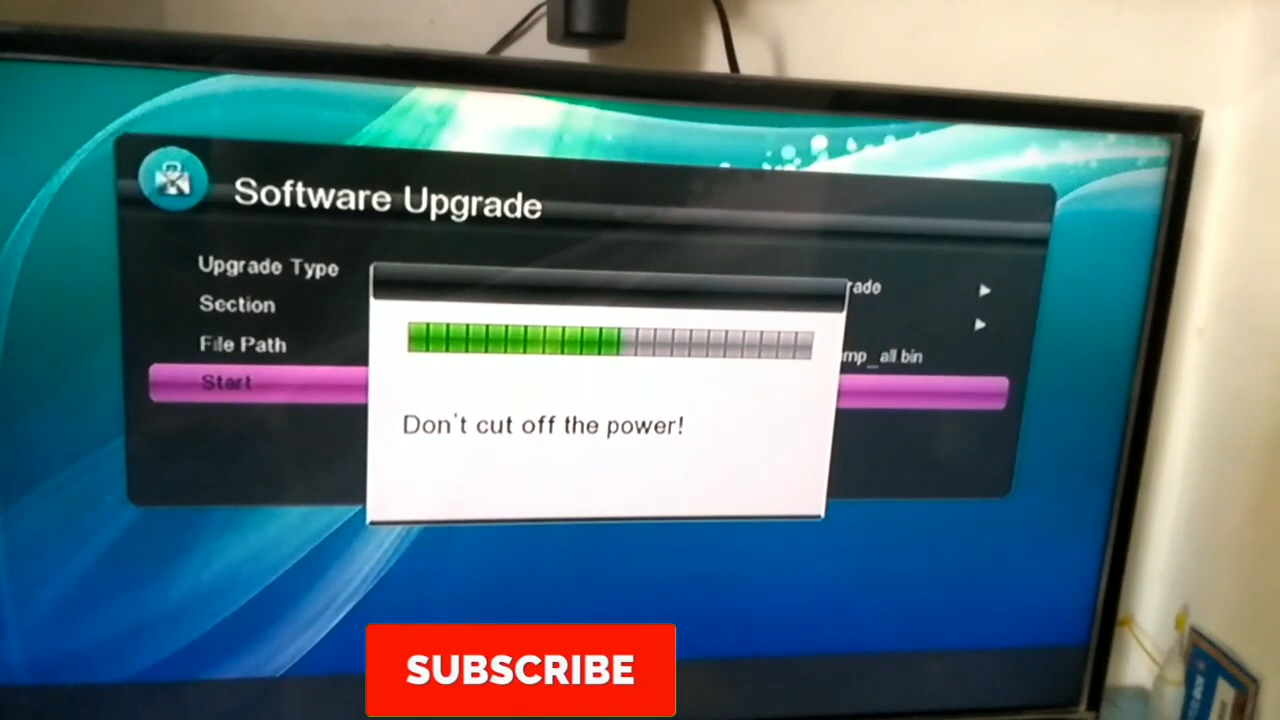 Software Upgrade
Upgrade Type
rade
Section
File Path
mp_all bin
Start
Don't cut off the power!
SUBSCRIBE